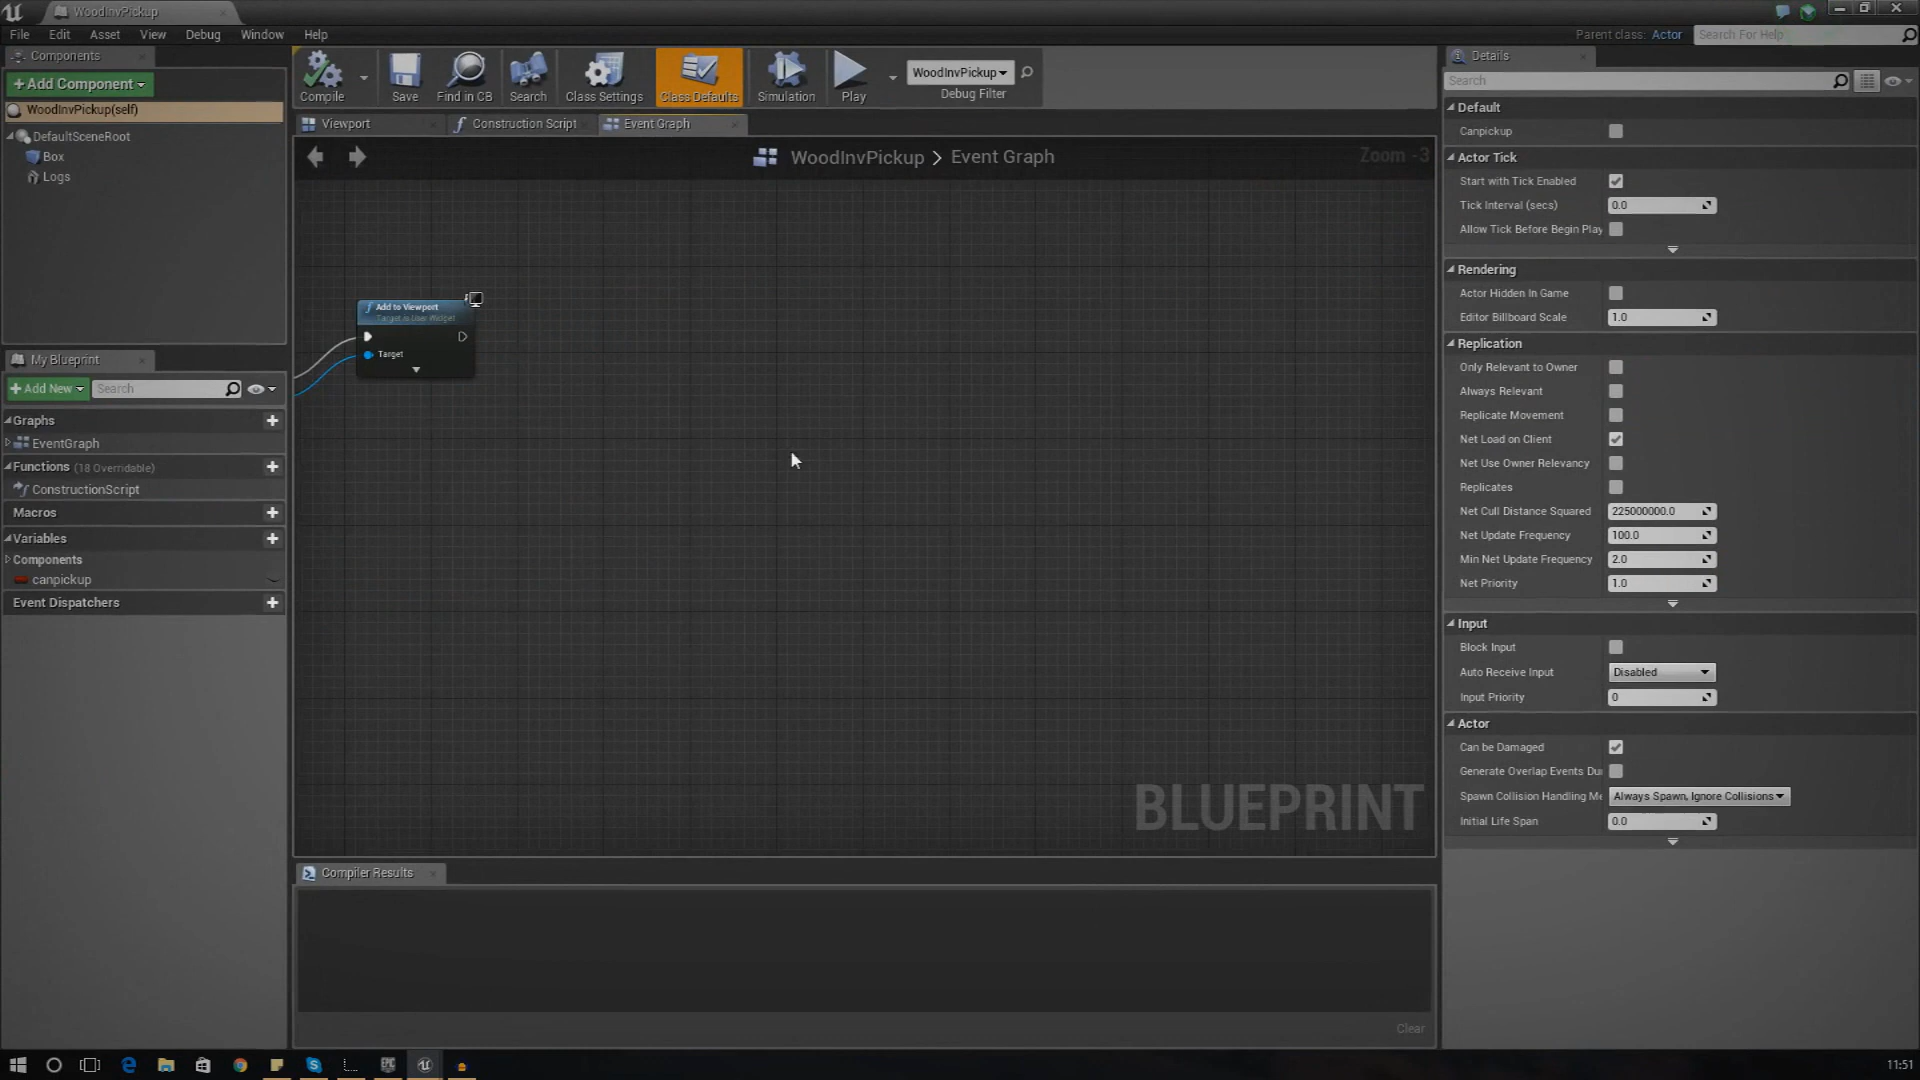 WoodInvPickup
File Edit Asset View Debug Window Help
Parent class: Actor
Search For Help
Components
+Add Component
WoodInvPickup(self)
DefaultSceneRoot
Box
Logs
My Blueprint
+Add New
Search
Graphs
EventGraph
Functions (18 Overridable)
ConstructionScript
Macros
Variables
Components
canpickup
Event Dispatchers
Compile
Save
Find in CB
Search
Class Settings
Class Defaults
Simulation
Play
WoodInvPickup
Debug Filter
Viewport
Construction Script
Event Graph
WoodInvPickup > Event Graph
Zoom -3
Add to Viewport
Target is User Widget
Target
BLUEPRINT
Compiler Results
Clear
Details
Search
Default
Canpickup
Actor Tick
Start with Tick Enabled
Tick Interval (secs) 0.0
Allow Tick Before Begin Play
Rendering
Actor Hidden In Game
Editor Billboard Scale 1.0
Replication
Only Relevant to Owner
Always Relevant
Replicate Movement
Net Load on Client
Net Use Owner Relevancy
Replicates
Net Cull Distance Squared 225000000.0
Net Update Frequency 100.0
Min Net Update Frequency 2.0
Net Priority 1.0
Input
Block Input
Auto Receive Input Disabled
Input Priority 0
Actor
Can be Damaged
Generate Overlap Events Du
Spawn Collision Handling Me Always Spawn, Ignore Collisions
Initial Life Span 0.0
11:51